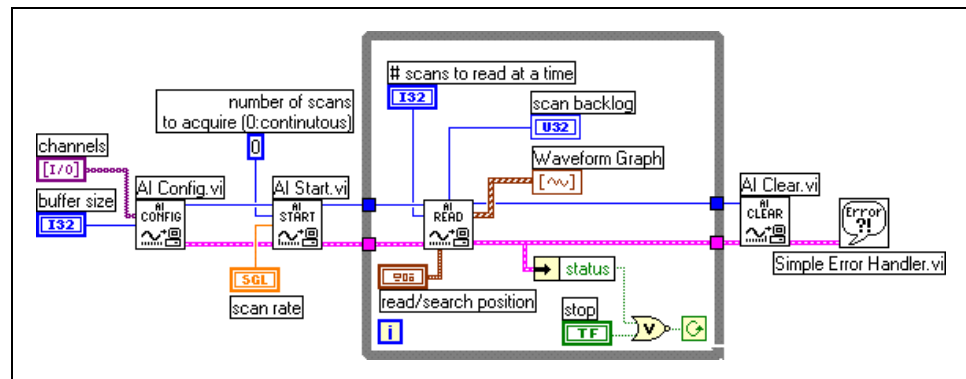 # scans to read at a time
I32
number of scans
to acquire (0:continutous)
0
scan backlog
U32
Waveform Graph
channels
[I/O]
AI Config.vi
AI Start.vi
AI Clear.vi
buffer size
I32
AI
CONFIG
AI
START
AI
READ
AI
CLEAR
Error
?!
Simple Error Handler.vi
SGL
scan rate
read/search position
status
stop
TF
V
i